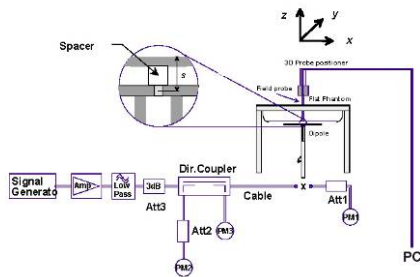 z
y
x
Spacer
s
3D Probe positioner
Field probe
Flat Phantom
Dipole
Dir.Coupler
Signal
Generato
Amp
Low
Pass
3dB
Att3
Cable
x
Att1
Att2
PM3
PM1
PM2
PC